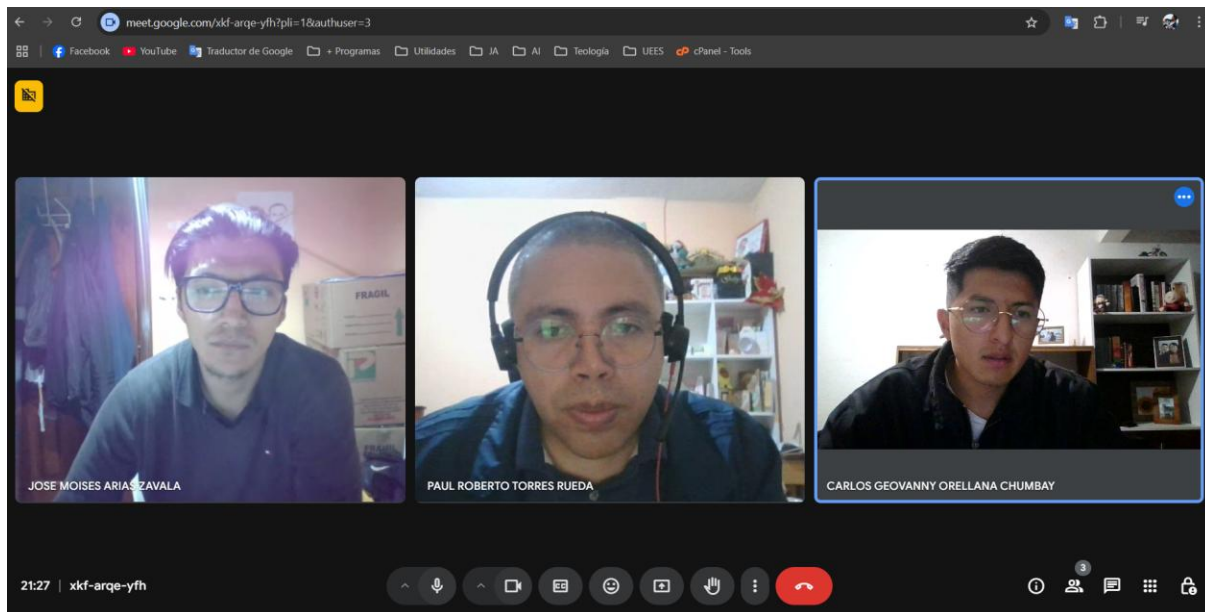 meet.google.com/xkf-arqe-yfh?pli=1&authuser=3
Facebook YouTube Traductor de Google + Programas Utilidades JA AI Teología UEES cP cPanel - Tools
FRAGIL
FRAGIL
JOSE MOISES ARIAS ZAVALA
PAUL ROBERTO TORRES RUEDA
CARLOS GEOVANNY ORELLANA CHUMBAY
3
21:27 | xkf-arqe-yfh